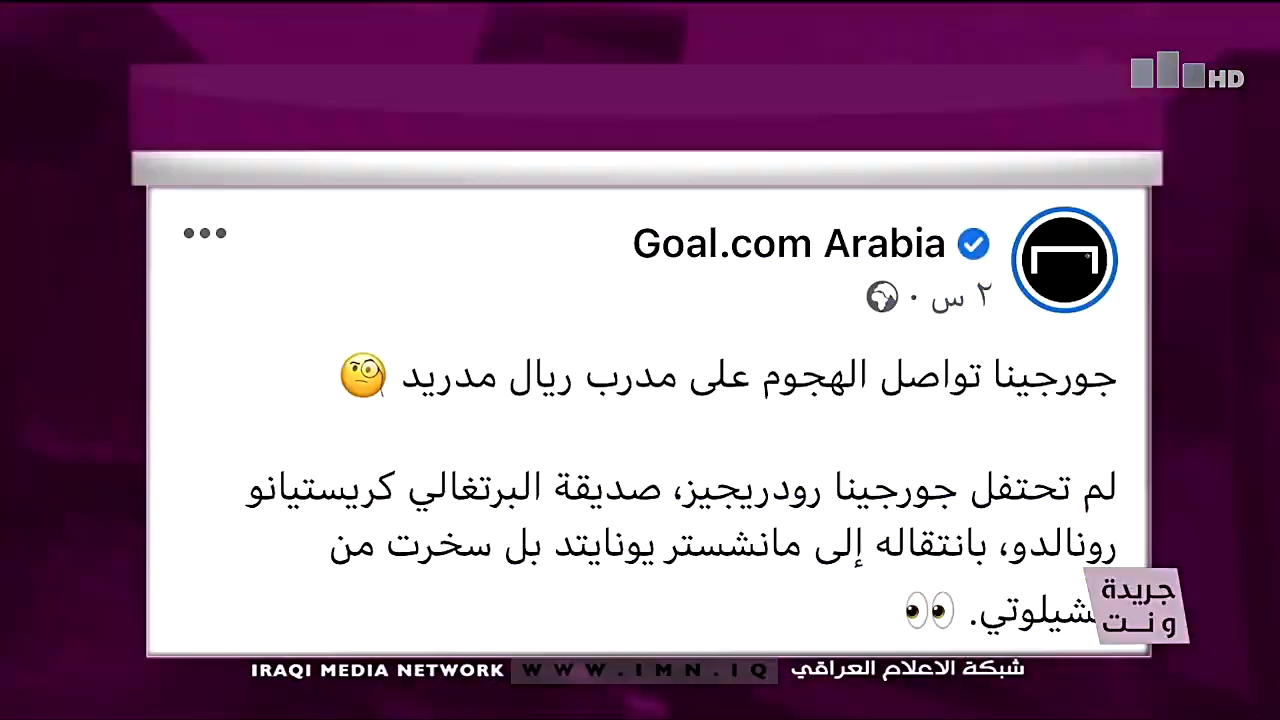 HD
Goal.com Arabia
٢ س
جورجينا تواصل الهجوم على مدرب ريال مدريد
لم تحتفل جورجينا رودريجيز، صديقة البرتغالي كريستيانو
رونالدو، بانتقاله إلى مانشستر يونايتد بل سخرت من
جريدة
ونت
IRAQI MEDIA NETWORK WWW.IMN.IQ شبكة الاعلام العراقي